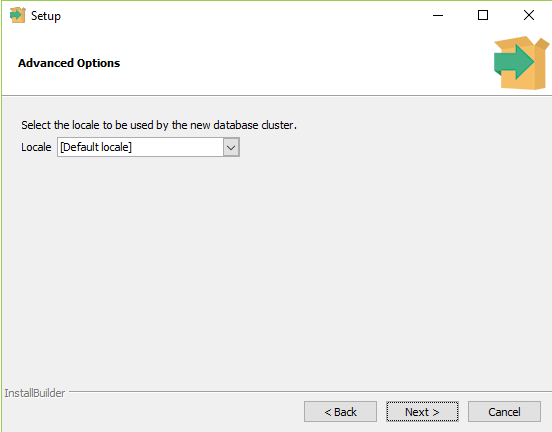 Setup
Advanced Options
Select the locale to be used by the new database cluster.
Locale [Default locale]
InstallBuilder
< Back Next > Cancel